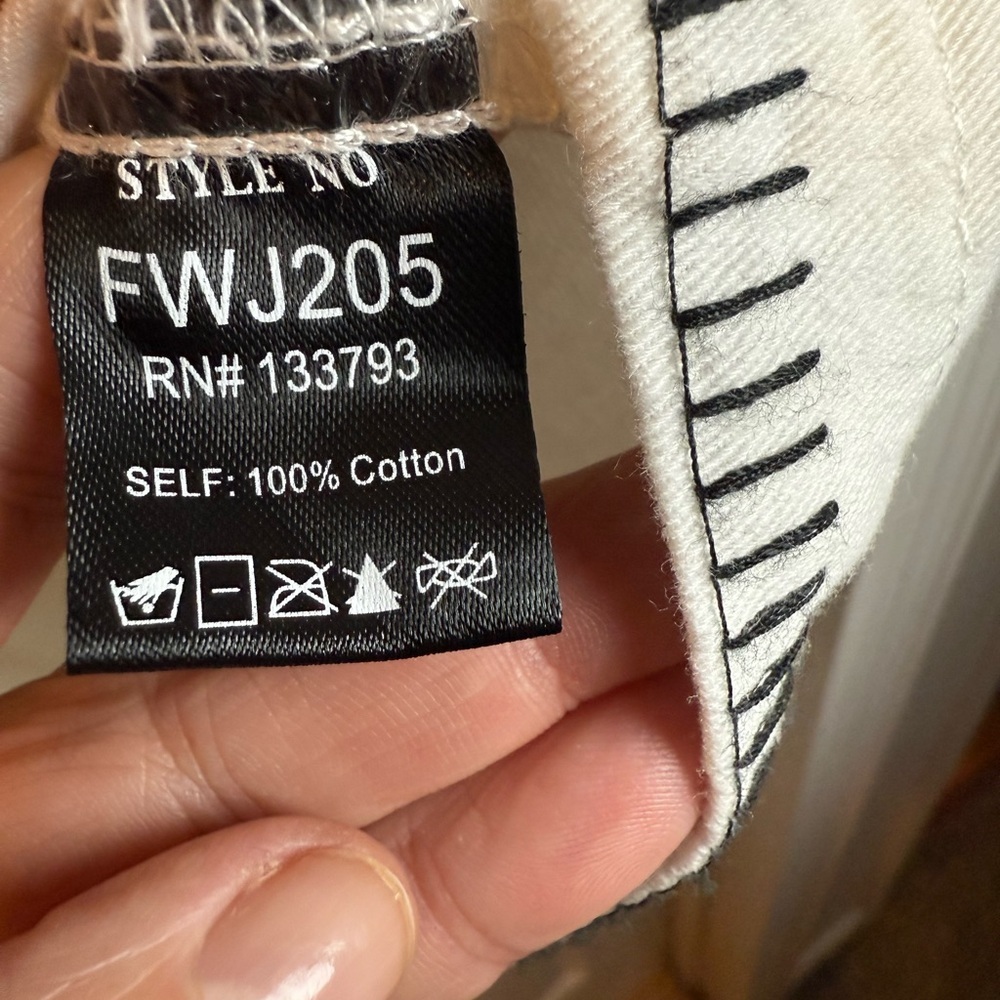 STYLE NO
FWJ205
RN# 133793
SELF: 100% Cotton